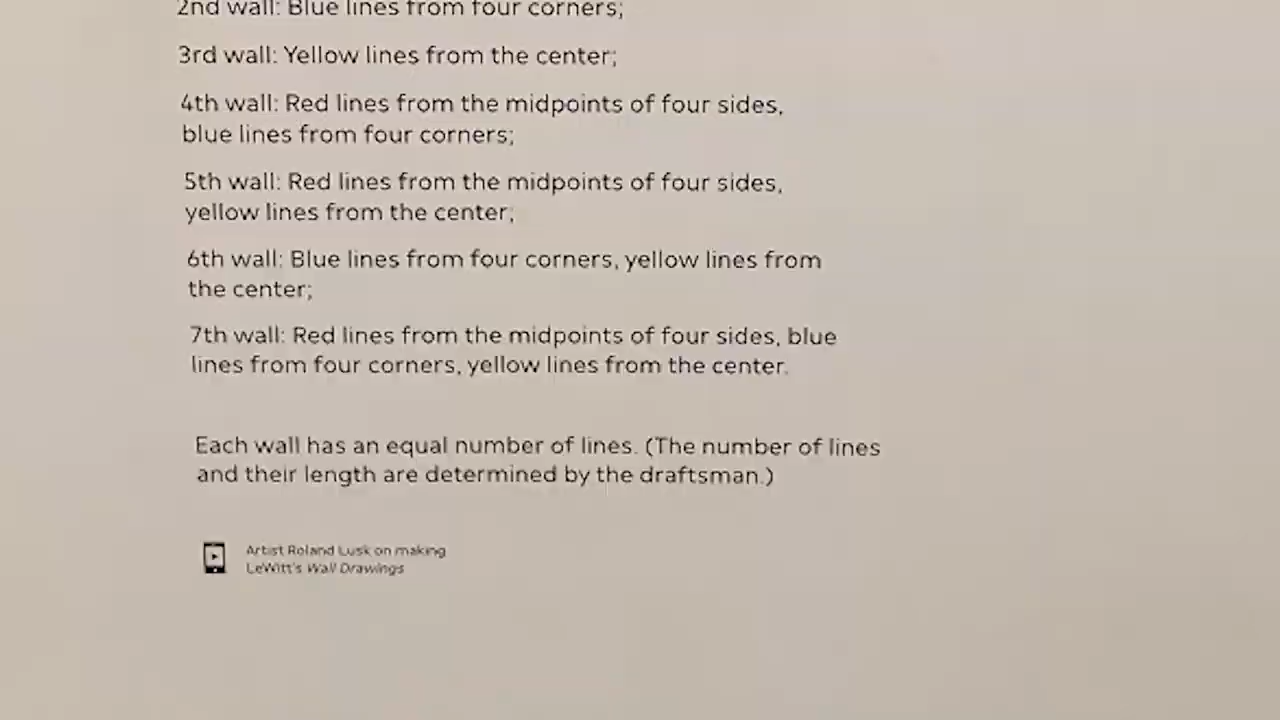 2nd wall: Blue lines from four corners;
3rd wall: Yellow lines from the center;
4th wall: Red lines from the midpoints of four sides,
blue lines from four corners;
5th wall: Red lines from the midpoints of four sides,
yellow lines from the center;
6th wall: Blue lines from four corners, yellow lines from
the center;
7th wall: Red lines from the midpoints of four sides, blue
lines from four corners, yellow lines from the center.
Each wall has an equal number of lines. (The number of lines
and their length are determined by the draftsman.)
Artist Roland Lusk on making
LeWitt's Wall Drawings